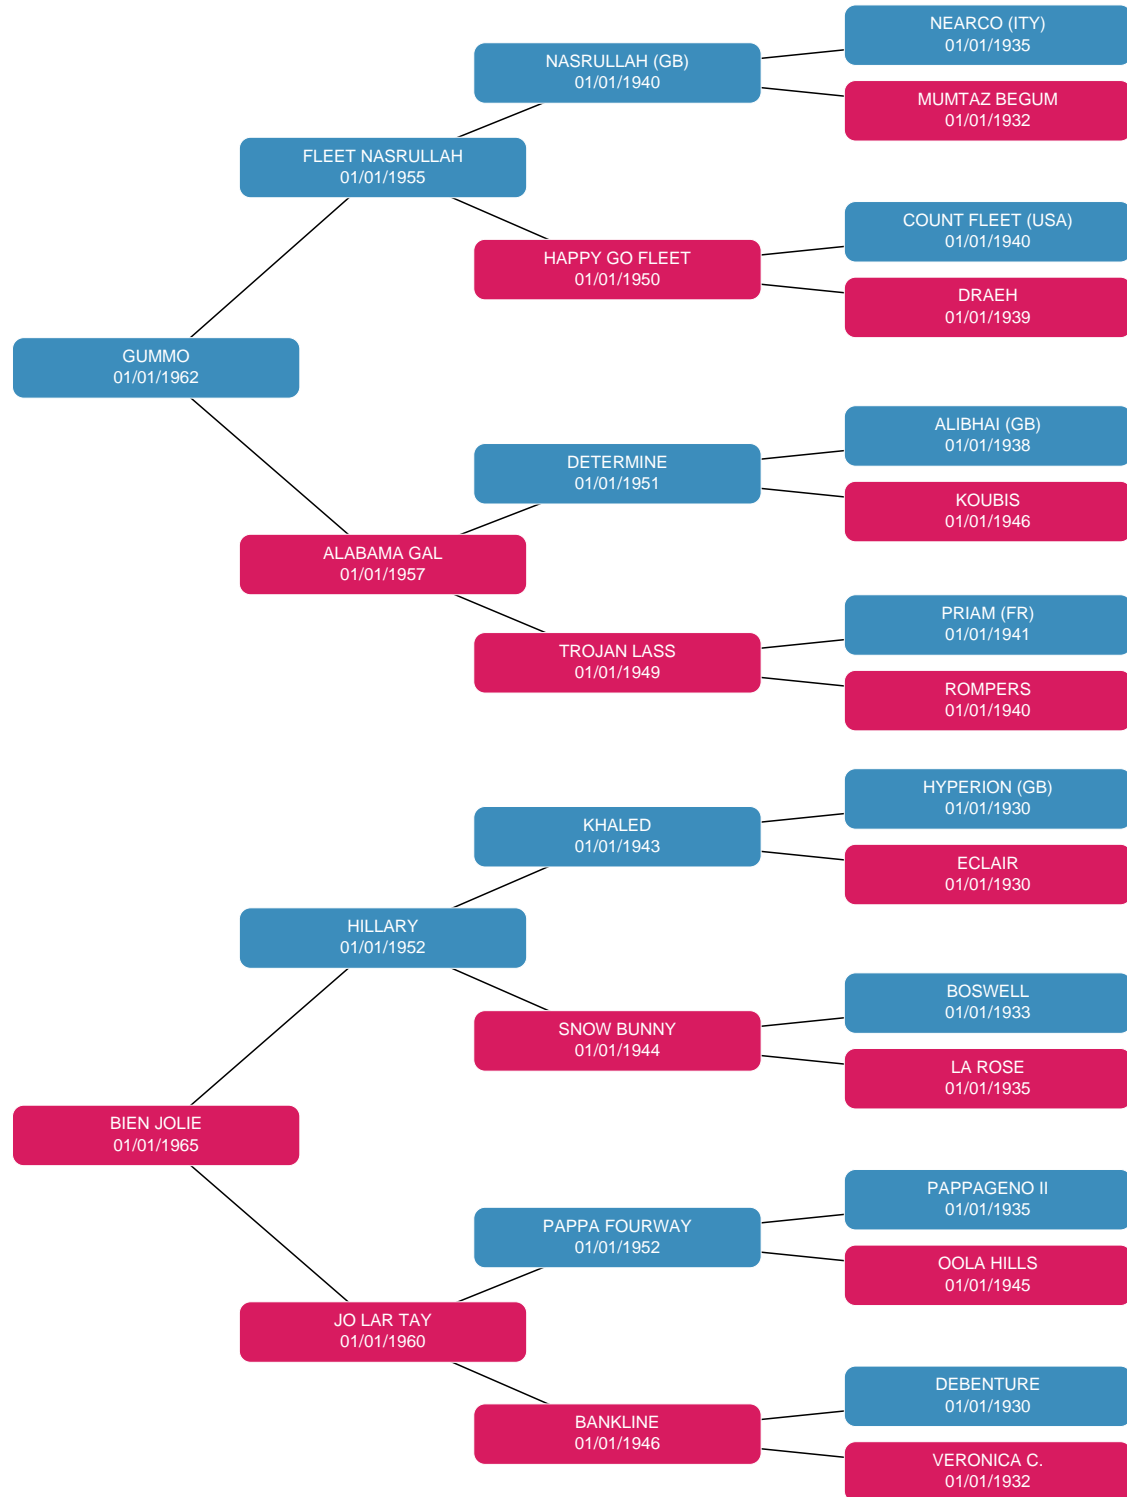 NEARCO (ITY)
01/01/1935
NASRULLAH (GB)
01/01/1940
MUMTAZ BEGUM
01/01/1932
FLEET NASRULLAH
01/01/1955
COUNT FLEET (USA)
01/01/1940
HAPPY GO FLEET
01/01/1950
DRAEH
01/01/1939
GUMMO
01/01/1962
ALIBHAI (GB)
01/01/1938
DETERMINE
01/01/1951
KOUBIS
01/01/1946
ALABAMA GAL
01/01/1957
PRIAM (FR)
01/01/1941
TROJAN LASS
01/01/1949
ROMPERS
01/01/1940
HYPERION (GB)
01/01/1930
KHALED
01/01/1943
ECLAIR
01/01/1930
HILLARY
01/01/1952
BOSWELL
01/01/1933
SNOW BUNNY
01/01/1944
LA ROSE
01/01/1935
BIEN JOLIE
01/01/1965
PAPPAGENO II
01/01/1935
PAPPA FOURWAY
01/01/1952
OOLA HILLS
01/01/1945
JO LAR TAY
01/01/1960
DEBENTURE
01/01/1930
BANKLINE
01/01/1946
VERONICA C.
01/01/1932